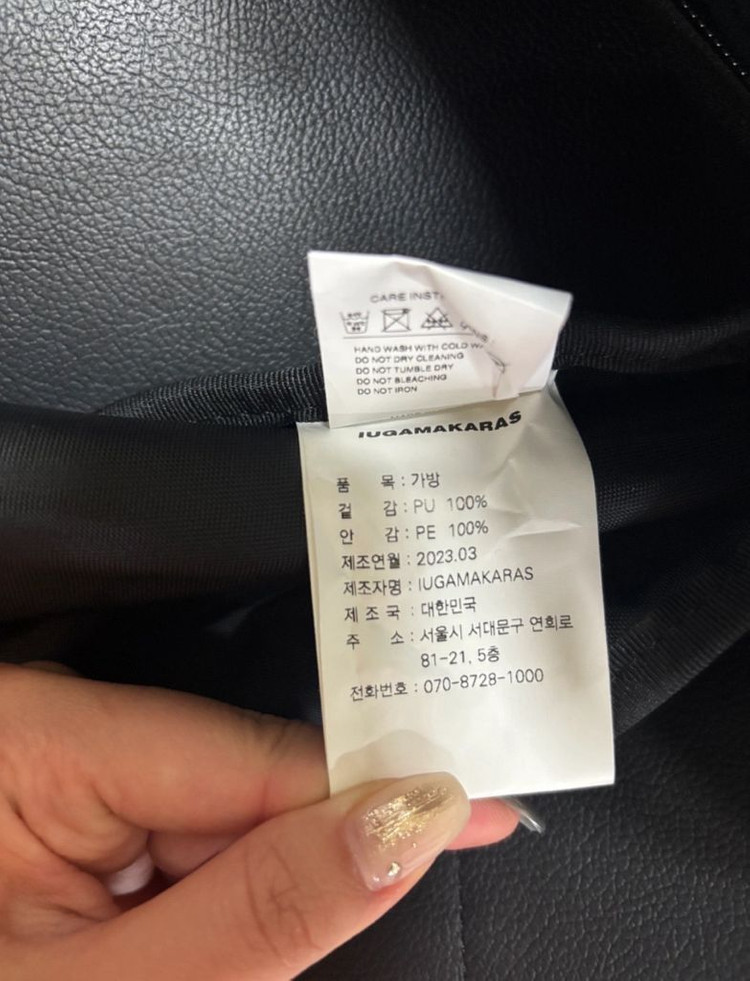 CARE
HAND WASH WITH COLD
DO NOT DRY CLEANING
DO NOT TUMBLE DRY
DO NOT BLEACHING
DO NOT IRON
IUGAMAKARAS
품 목 : 가방
겉 감 : PU 100%
안 감 : PE 100%
제조연월 : 2023.03
제조자명 : IUGAMAKARAS
제 조 국 : 대한민국
주 소 : 서울시 서대문구 연희로
81-21, 5층
전화번호 : 070-8728-1000